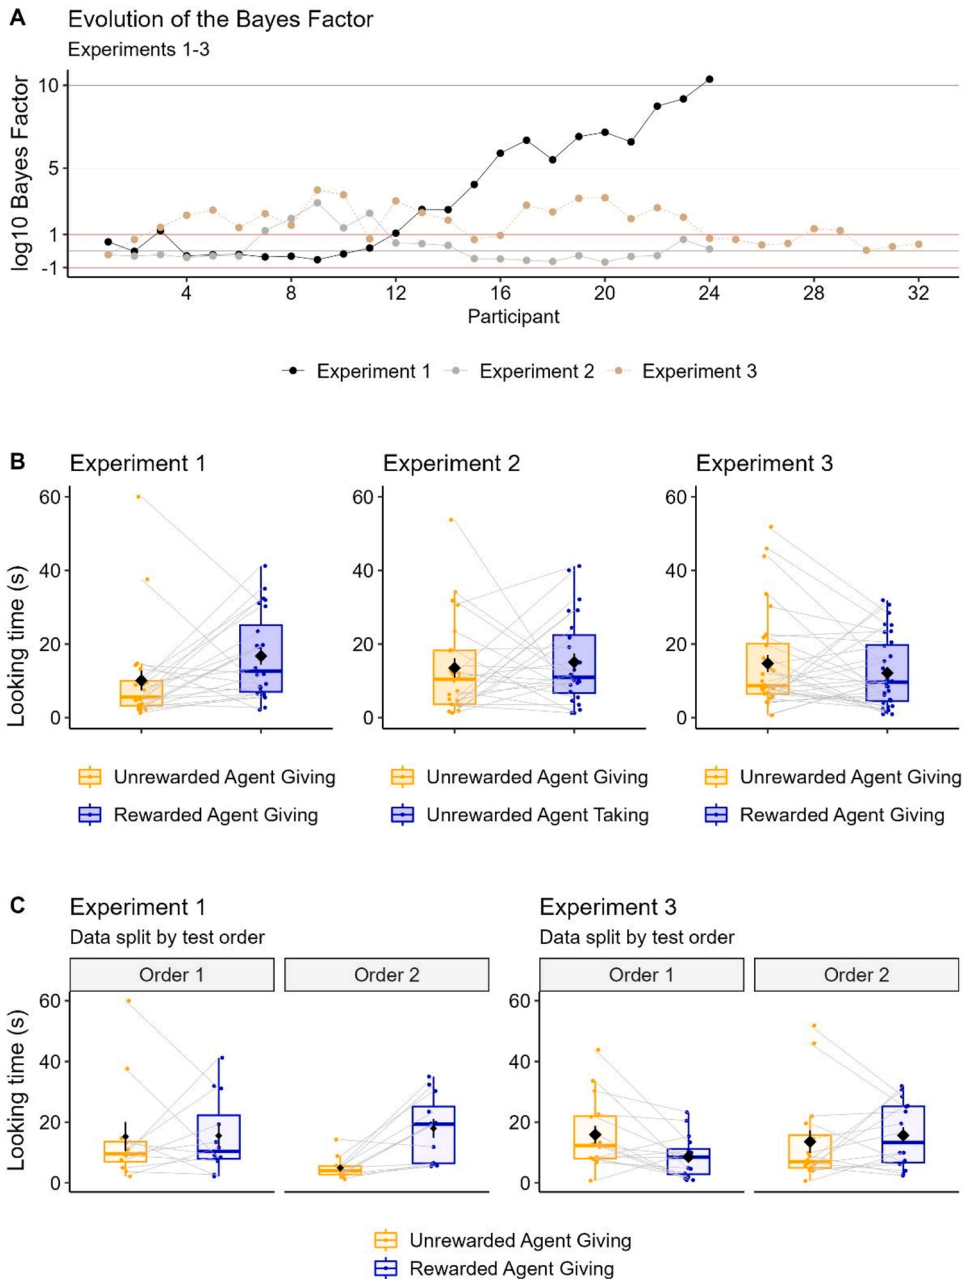 A
Evolution of the Bayes Factor
Experiments 1-3
log10 Bayes Factor
10
5
1
-1
4 8 12 16 20 24 28 32
Participant
Experiment 1 Experiment 2 Experiment 3
B
Experiment 1 Experiment 2 Experiment 3
Looking time (s)
60 60 60
40 40 40
20 20 20
0 0 0
Unrewarded Agent Giving Unrewarded Agent Giving Unrewarded Agent Giving
Rewarded Agent Giving Unrewarded Agent Taking Rewarded Agent Giving
C
Experiment 1 Experiment 3
Data split by test order Data split by test order
Order 1 Order 2 Order 1 Order 2
Looking time (s)
60 60
40 40
20 20
0 0
Unrewarded Agent Giving
Rewarded Agent Giving